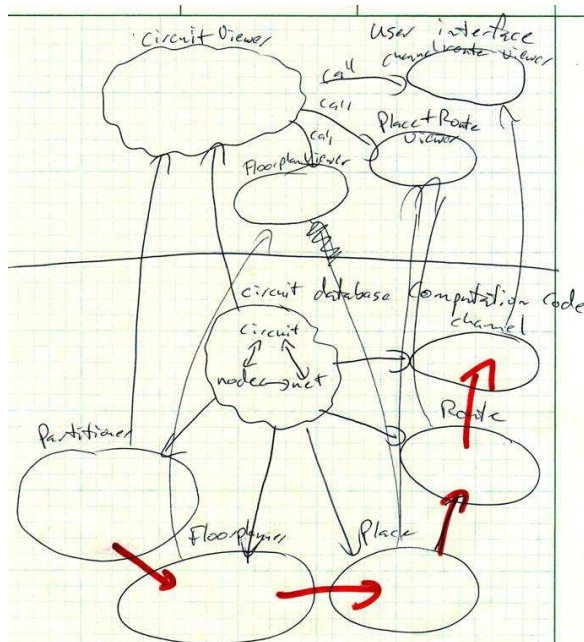 circuit Viewer
user interface
channel route viewer
call
call
call
Place + Route
Viewer
Floorplan Viewer
circuit database
Computation code
channel
circuit
node
net
Route
Partitioner
Floorplanner
Place